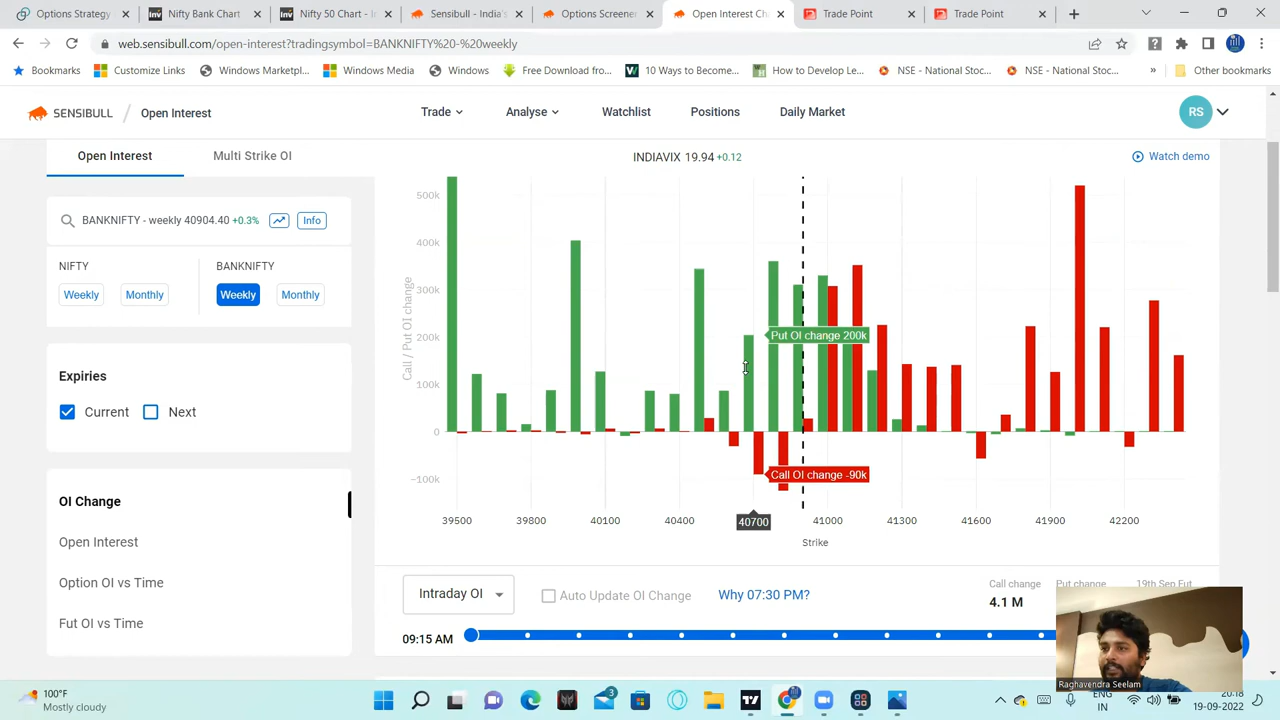 Nifty Bank Chart -
Nifty 50 Chart - I
Sensibull - India's
Options Screener
Open Interest Ch
Trade Point
Trade Point
web.sensibull.com/open-interest?tradingsymbol=BANKNIFTY%20-%20weekly
Bookmarks
Customize Links
Windows Marketpl...
Windows Media
Windows
Free Download fro...
10 Ways to Become...
How to Develop Le...
NSE - National Stoc...
NSE - National Stoc...
»
Other bookmarks
SENSIBULL
Open Interest
Trade
Analyse
Watchlist
Positions
Daily Market
RS
Open Interest
Multi Strike OI
INDIAVIX 19.94 +0.12
Watch demo
BANKNIFTY - weekly 40904.40 +0.3%
Info
NIFTY
BANKNIFTY
Weekly
Monthly
Weekly
Monthly
Expiries
Current
Next
OI Change
Open Interest
Option OI vs Time
Fut OI vs Time
Call / Put OI change
500k
400k
300k
200k
100k
0
−100k
Put OI change 200k
Call OI change -90k
39500
39800
40100
40400
40700
41000
41300
41600
41900
42200
Strike
Intraday OI
Auto Update OI Change
Why 07:30 PM?
Call change
Put change
19th Sep Fut
4.1 M
09:15 AM
Raghavendra Seelam
100°F
Mostly cloudy
3
ENG
IN
20:18
19-09-2022